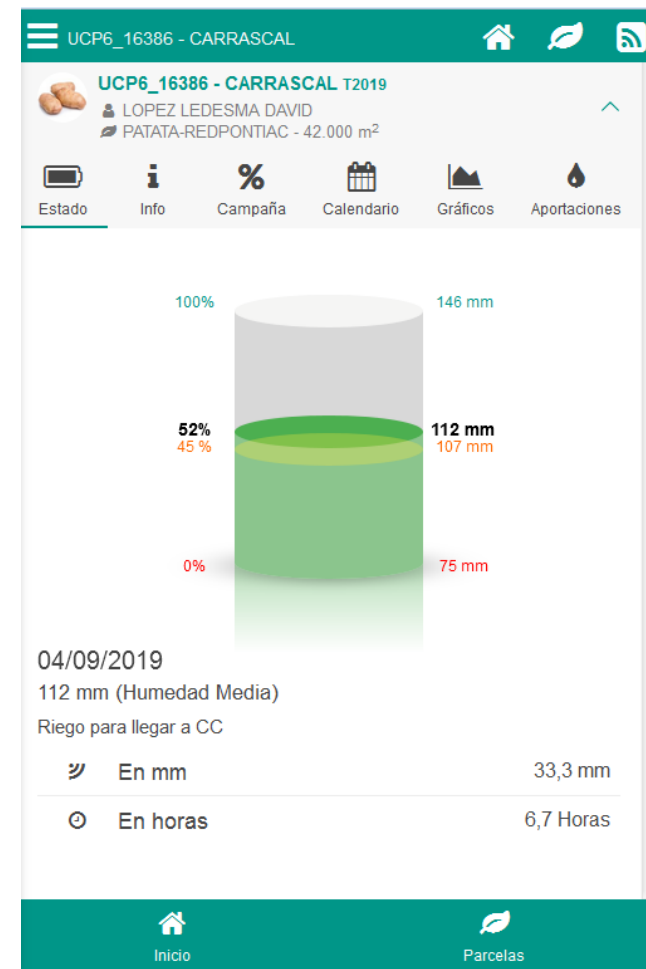 UCP6_16386 - CARRASCAL
UCP6_16386 - CARRASCAL T2019
LOPEZ LEDESMA DAVID
PATATA-REDPONTIAC - 42.000 m²
Estado Info Campaña Calendario Gráficos Aportaciones
100% 146 mm
52% 112 mm
45 % 107 mm
0% 75 mm
04/09/2019
112 mm (Humedad Media)
Riego para llegar a CC
En mm 33,3 mm
En horas 6,7 Horas
Inicio Parcelas